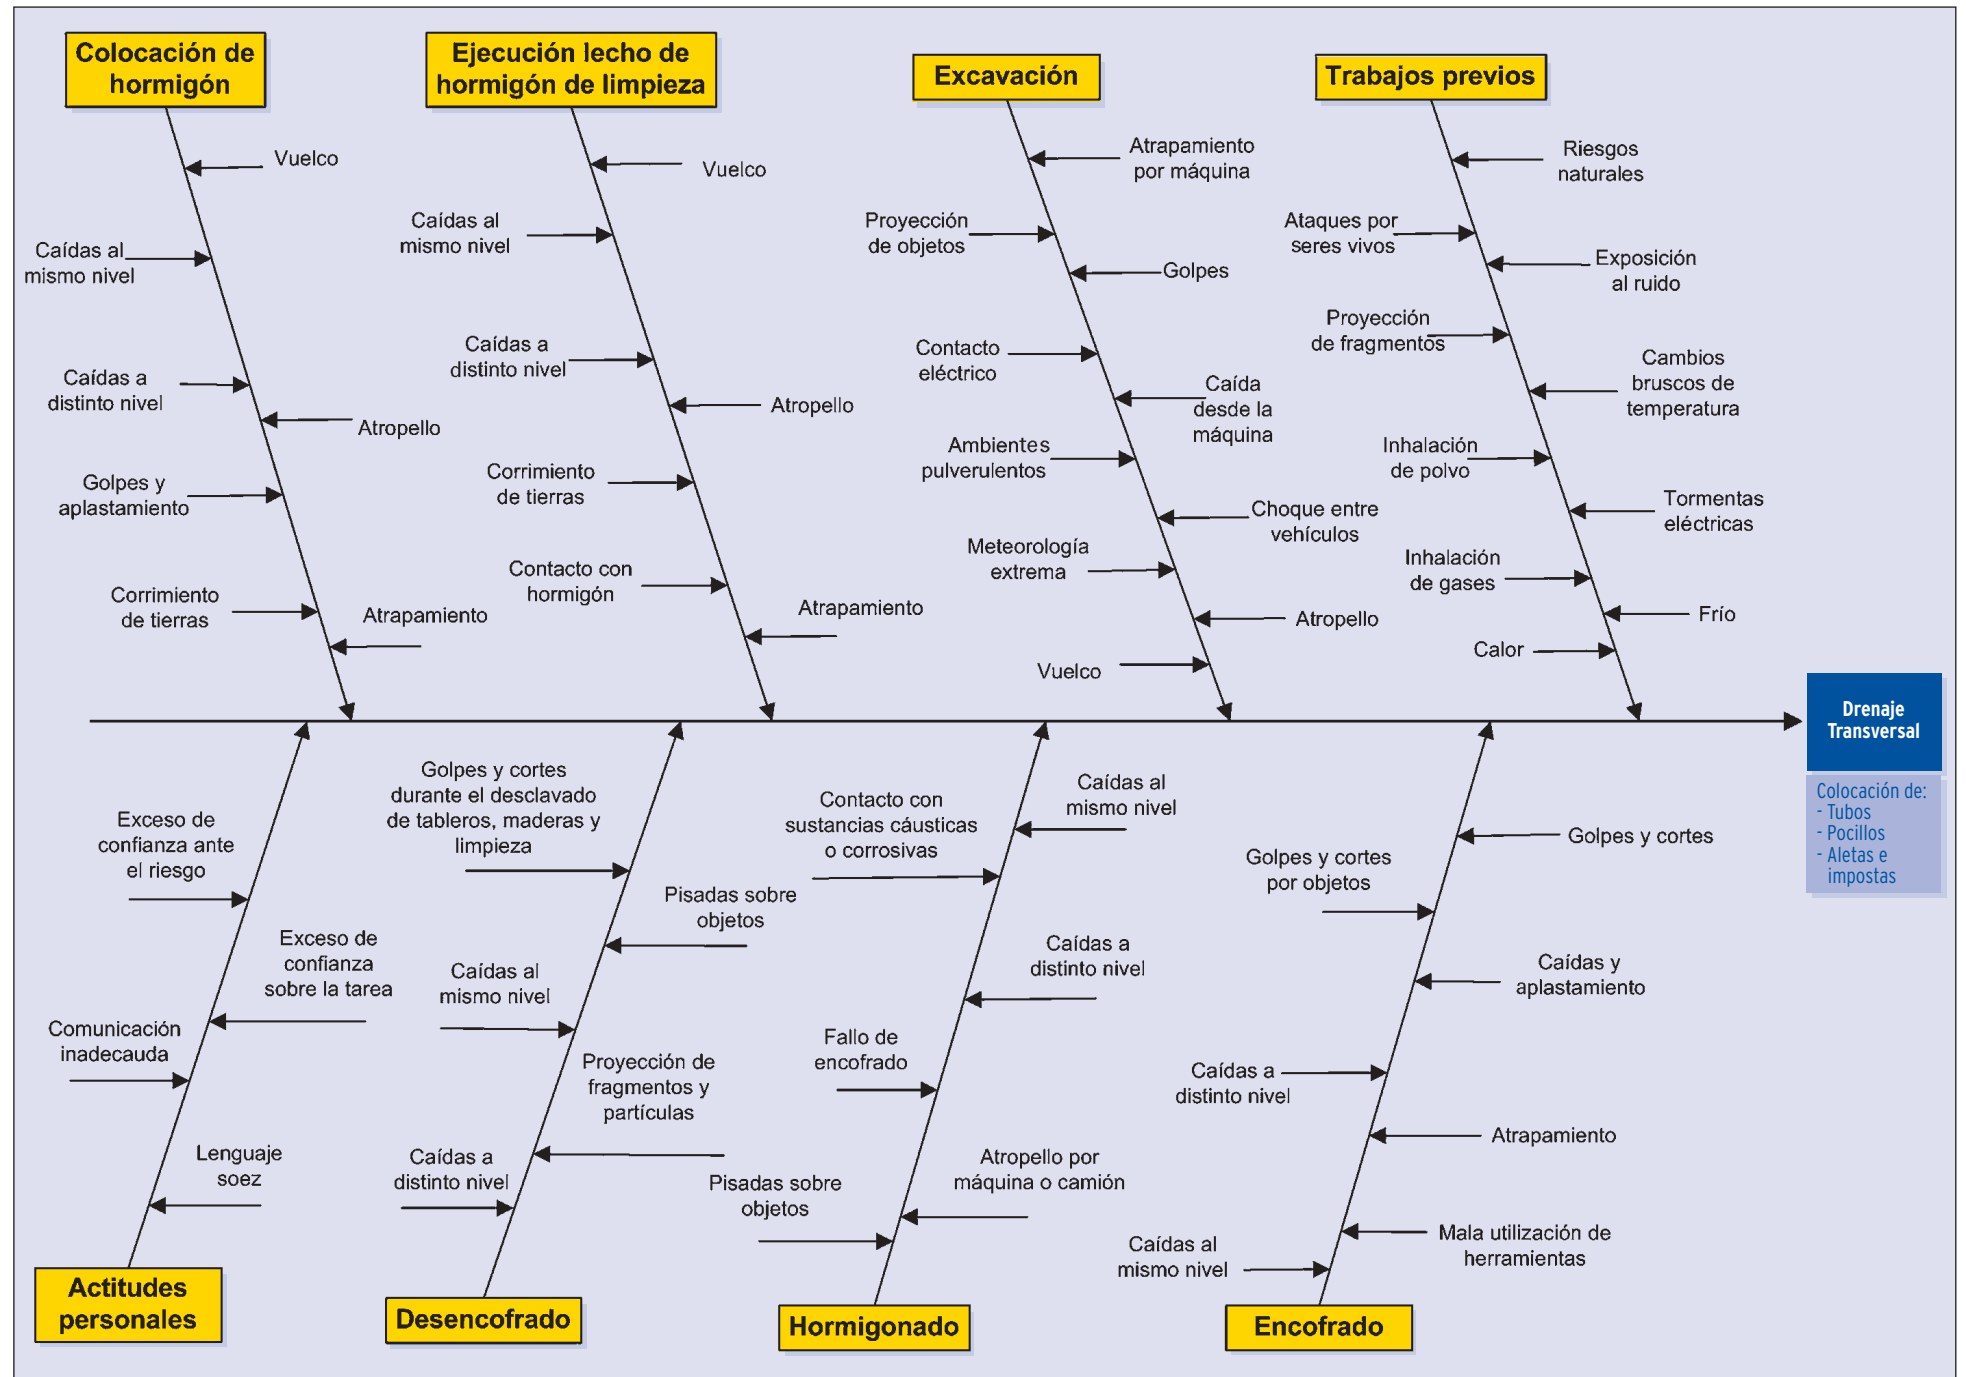 Colocación de
hormigón
Ejecución lecho de
hormigón de limpieza
Excavación
Trabajos previos
Vuelco
Caídas al
mismo nivel
Caídas a
distinto nivel
Atropello
Golpes y
aplastamiento
Corrimiento
de tierras
Atrapamiento
Vuelco
Caídas al
mismo nivel
Caídas a
distinto nivel
Atropello
Corrimiento
de tierras
Contacto con
hormigón
Atrapamiento
Atrapamiento
por máquina
Proyección
de objetos
Golpes
Contacto
eléctrico
Caída
desde la
máquina
Ambientes
pulverulentos
Choque entre
vehículos
Meteorología
extrema
Atropello
Vuelco
Riesgos
naturales
Ataques por
seres vivos
Exposición
al ruido
Proyección
de fragmentos
Cambios
bruscos de
temperatura
Inhalación
de polvo
Tormentas
eléctricas
Inhalación
de gases
Frío
Calor
Drenaje
Transversal
Colocación de:
- Tubos
- Pocillos
- Aletas e
impostas
Exceso de
confianza ante
el riesgo
Exceso de
confianza
sobre la tarea
Comunicación
inadecauda
Lenguaje
soez
Golpes y cortes
durante el desclavado
de tableros, maderas y
limpieza
Pisadas sobre
objetos
Caídas al
mismo nivel
Proyección de
fragmentos y
partículas
Caídas a
distinto nivel
Caídas al
mismo nivel
Contacto con
sustancias cáusticas
o corrosivas
Caídas a
distinto nivel
Fallo de
encofrado
Atropello por
máquina o camión
Pisadas sobre
objetos
Golpes y cortes
Golpes y cortes
por objetos
Caídas y
aplastamiento
Caídas a
distinto nivel
Atrapamiento
Mala utilización de
herramientas
Caídas al
mismo nivel
Actitudes
personales
Desencofrado
Hormigonado
Encofrado